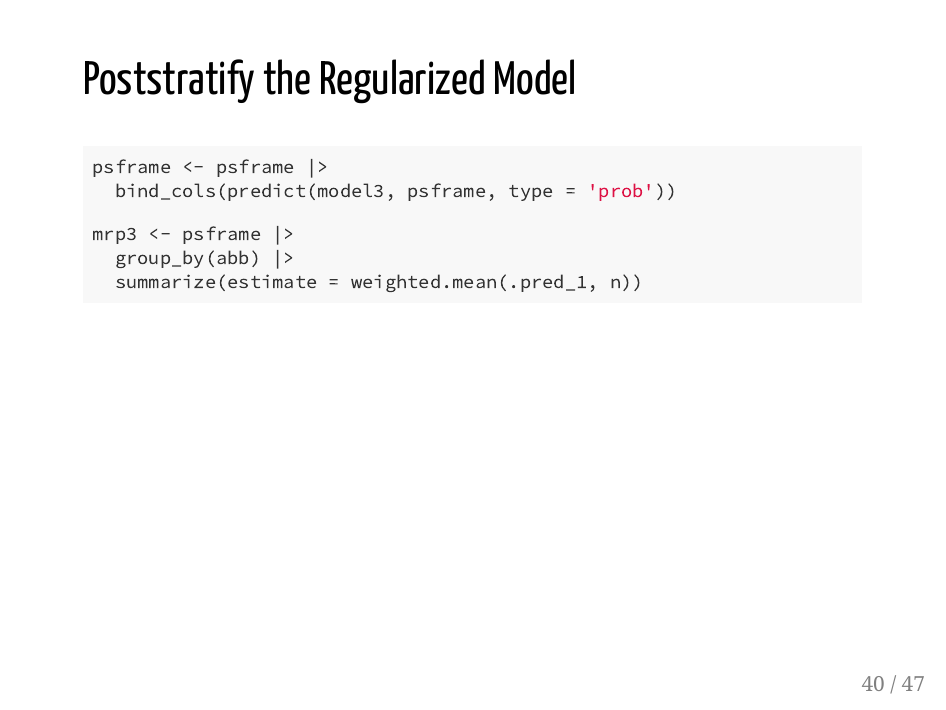 Poststratify the Regularized Model
psframe <- psframe |>
  bind_cols(predict(model3, psframe, type = 'prob'))
mrp3 <- psframe |>
  group_by(abb) |>
  summarize(estimate = weighted.mean(.pred_1, n))
40 / 47